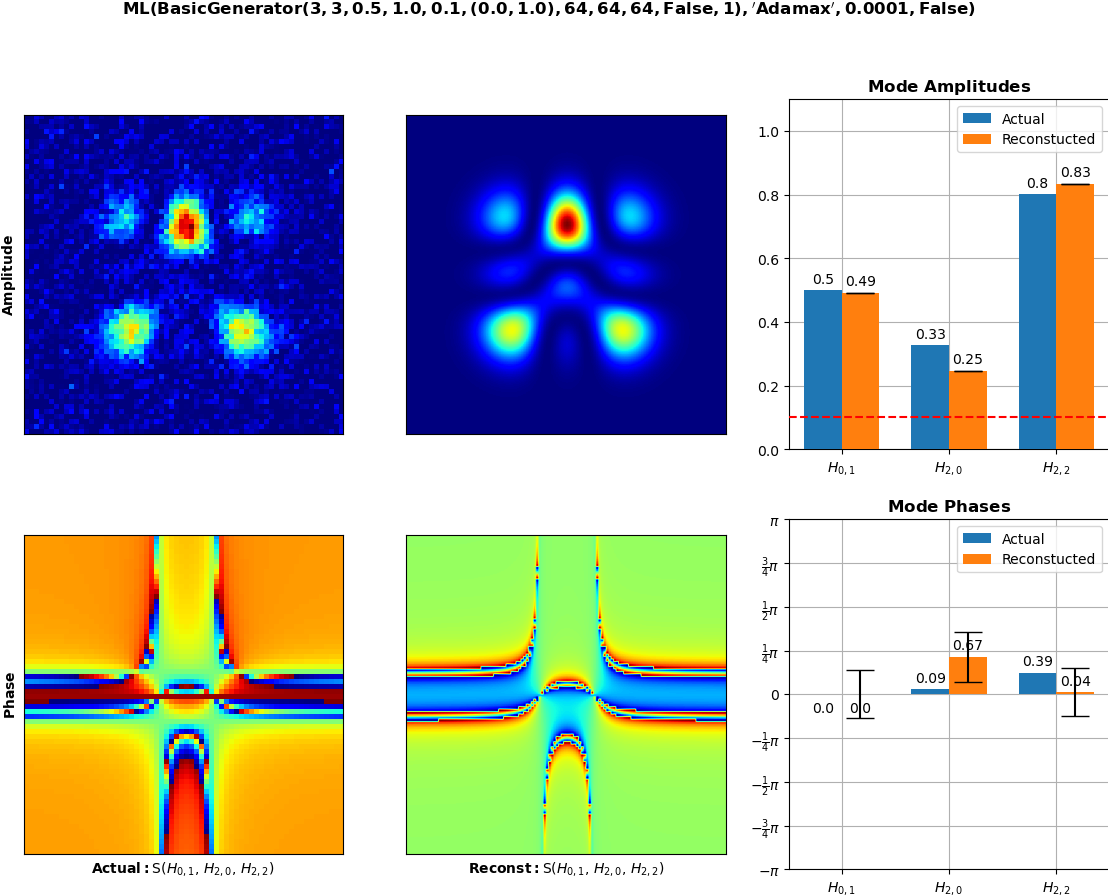 ML(BasicGenerator(3, 3, 0.5, 1.0, 0.1, (0.0, 1.0), 64, 64, 64, False, 1), 'Adamax', 0.0001, False)
Amplitude
Mode Amplitudes
Actual
Reconstucted
1.0
0.8
0.6
0.4
0.2
0.0
0.5
0.49
0.33
0.25
0.8
0.83
H0, 1
H2, 0
H2, 2
Phase
Actual: S(H0, 1, H2, 0, H2, 2)
Reconst: S(H0, 1, H2, 0, H2, 2)
Mode Phases
Actual
Reconstucted
π
3/4π
1/2π
1/4π
0
−1/4π
−1/2π
−3/4π
−π
0.0
0.0
0.09
0.67
0.39
0.04
H0, 1
H2, 0
H2, 2